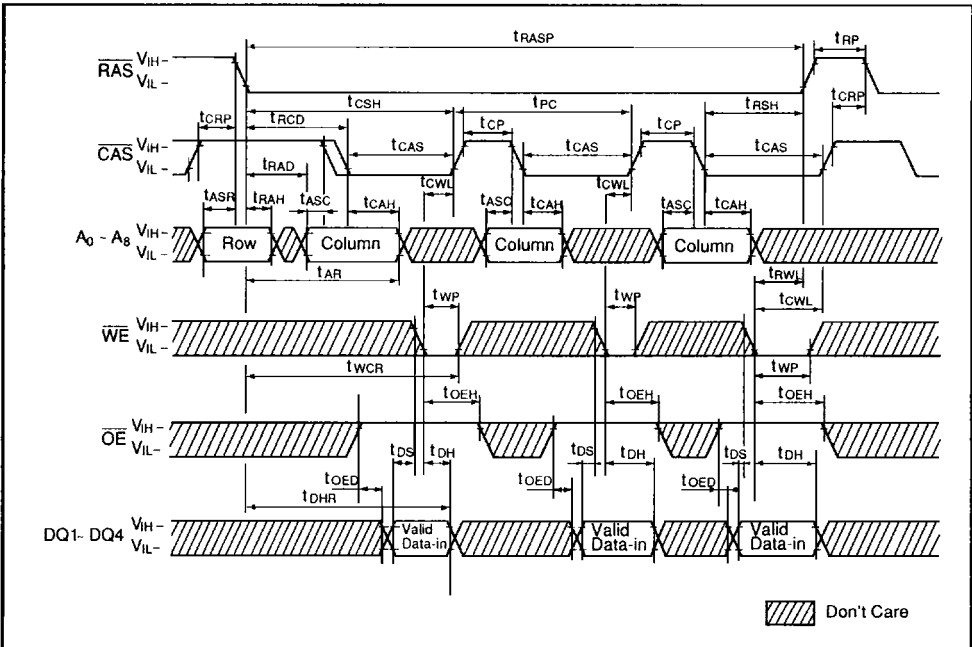 tRASP
tRP
RAS VIH
VIL
tCSH
tPC
tRSH
tCRP
tCRP
tRCD
tCP
tCP
CAS VIH
VIL
tCAS
tCAS
tCAS
tRAD
tCWL
tCWL
tASR
tRAH
tASC
tCAH
tASC
tCAH
tASC
tCAH
A0 ~ A8 VIH
VIL
Row
Column
Column
Column
tAR
tRWL
tCWL
tWP
tWP
WE VIH
VIL
tWCR
tWP
tOEH
tOEH
tOEH
OE VIH
VIL
tDS
tDH
tDS
tDH
tDS
tDH
tOED
tOED
tOED
tDHR
DQ1~ DQ4 VIH
VIL
Valid
Data-in
Valid
Data-in
Valid
Data-in
Don't Care